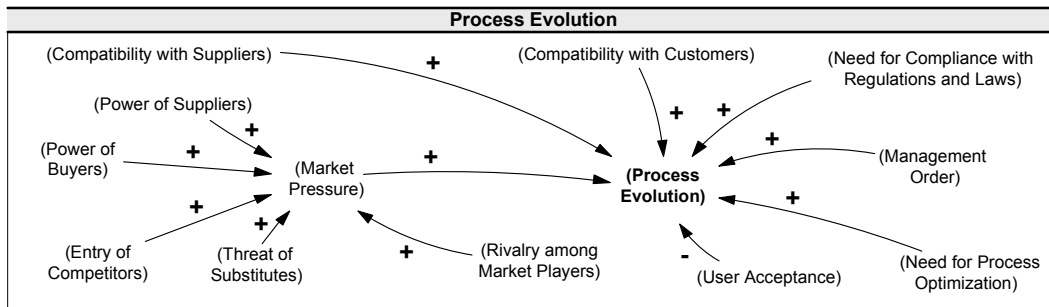 Process Evolution
(Compatibility with Suppliers)
(Compatibility with Customers)
(Need for Compliance with
Regulations and Laws)
+
(Power of Suppliers)
+
+
+
(Power of
Buyers)
+
+
+
(Market
Pressure)
(Process
Evolution)
(Management
Order)
+
+
(Entry of
Competitors)
+
(Threat of
Substitutes)
+
(Rivalry among
Market Players)
-
(User Acceptance)
(Need for Process
Optimization)